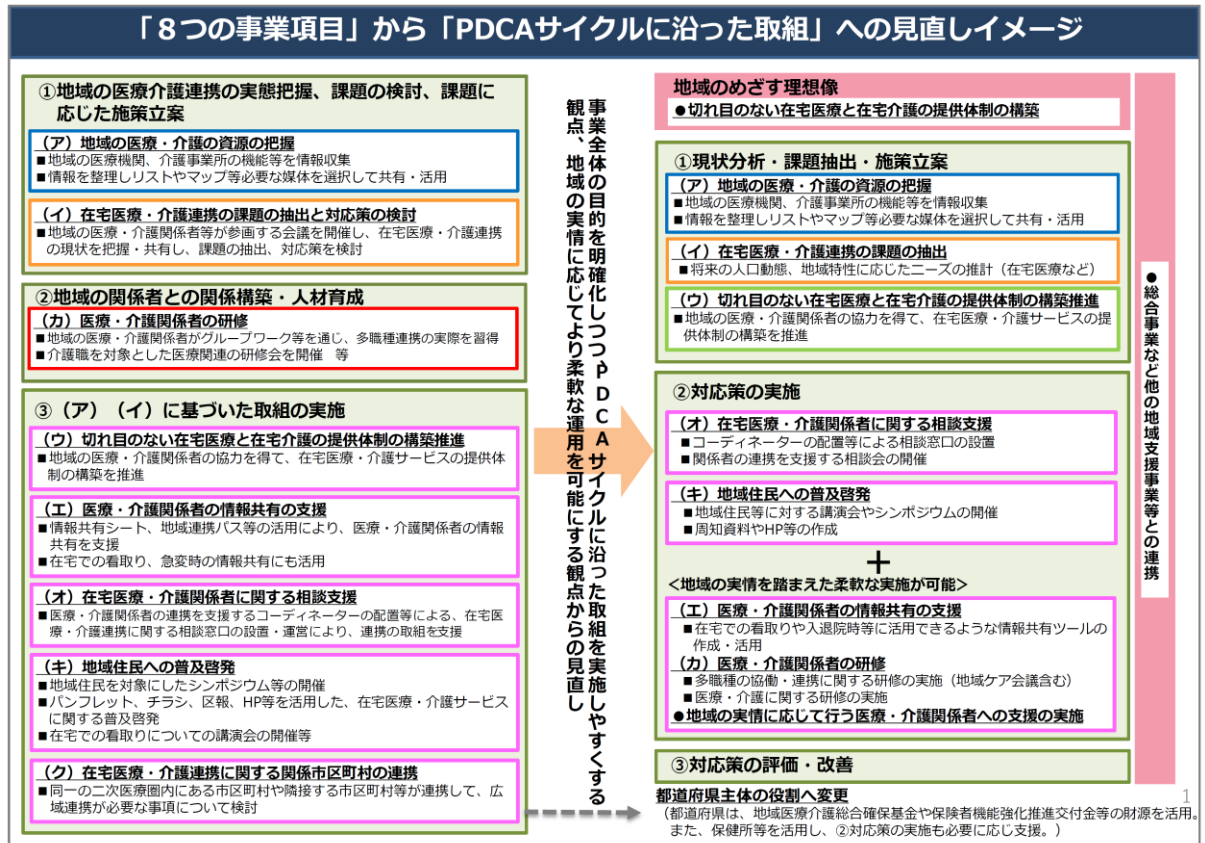 「８つの事業項目」から「PDCAサイクルに沿った取組」への見直しイメージ
①地域の医療介護連携の実態把握、課題の検討、課題に
応じた施策立案
（ア）地域の医療・介護の資源の把握
■地域の医療機関、介護事業所の機能等を情報収集
■情報を整理しリストやマップ等必要な媒体を選択して共有・活用
（イ）在宅医療・介護連携の課題の抽出と対応策の検討
■地域の医療・介護関係者等が参画する会議を開催し、在宅医療・介護連携
の現状を把握・共有し、課題の抽出、対応策を検討
②地域の関係者との関係構築・人材育成
（カ）医療・介護関係者の研修
■地域の医療・介護関係者がグループワーク等を通じ、多職種連携の実際を習得
■介護職を対象とした医療関連の研修会を開催　等
③（ア）（イ）に基づいた取組の実施
（ウ）切れ目のない在宅医療と在宅介護の提供体制の構築推進
■地域の医療・介護関係者の協力を得て、在宅医療・介護サービスの提供体
制の構築を推進
（エ）医療・介護関係者の情報共有の支援
■情報共有シート、地域連携パス等の活用により、医療・介護関係者の情報
共有を支援
■在宅での看取り、急変時の情報共有にも活用
（オ）在宅医療・介護関係者に関する相談支援
■医療・介護関係者の連携を支援するコーディネーターの配置等による、在宅医
療・介護連携に関する相談窓口の設置・運営により、連携の取組を支援
（キ）地域住民への普及啓発
■地域住民を対象にしたシンポジウム等の開催
■パンフレット、チラシ、区報、HP等を活用した、在宅医療・介護サービス
に関する普及啓発
■在宅での看取りについての講演会の開催等
（ク）在宅医療・介護連携に関する関係市区町村の連携
■同一の二次医療圏内にある市区町村や隣接する市区町村等が連携して、広
域連携が必要な事項について検討
事業全体の目的を明確化しつつPDCAサイクルに沿った取組を実施しやすくする
観点、地域の実情に応じてより柔軟な運用を可能にする観点からの見直し
地域のめざす理想像
●切れ目のない在宅医療と在宅介護の提供体制の構築
①現状分析・課題抽出・施策立案
（ア）地域の医療・介護の資源の把握
■地域の医療機関、介護事業所の機能等を情報収集
■情報を整理しリストやマップ等必要な媒体を選択して共有・活用
（イ）在宅医療・介護連携の課題の抽出
■将来の人口動態、地域特性に応じたニーズの推計（在宅医療など）
（ウ）切れ目のない在宅医療と在宅介護の提供体制の構築推進
■地域の医療・介護関係者の協力を得て、在宅医療・介護サービスの提
供体制の構築を推進
②対応策の実施
（オ）在宅医療・介護関係者に関する相談支援
■コーディネーターの配置等による相談窓口の設置
■関係者の連携を支援する相談会の開催
（キ）地域住民への普及啓発
■地域住民等に対する講演会やシンポジウムの開催
■周知資料やHP等の作成
＋
＜地域の実情を踏まえた柔軟な実施が可能＞
（エ）医療・介護関係者の情報共有の支援
■在宅での看取りや入退院時等に活用できるような情報共有ツールの
作成・活用
（カ）医療・介護関係者の研修
■多職種の協働・連携に関する研修の実施（地域ケア会議含む）
■医療・介護に関する研修の実施
●地域の実情に応じて行う医療・介護関係者への支援の実施
③対応策の評価・改善
●総合事業など他の地域支援事業等との連携
都道府県主体の役割へ変更
（都道府県は、地域医療介護総合確保基金や保険者機能強化推進交付金等の財源を活用。
また、保健所等を活用し、②対応策の実施も必要に応じ支援。）
1